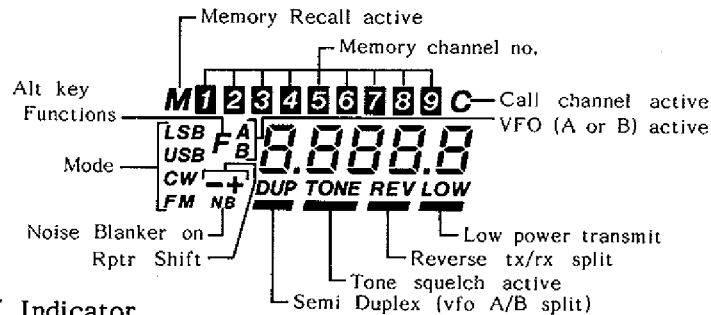 Memory Recall active
Memory channel no.
Alt key
Functions
M 1 2 3 4 5 6 7 8 9 C
Call channel active
VFO (A or B) active
LSB
USB
CW
FM
F
A
B
8.888.8
Mode
-+
NB
DUP TONE REV LOW
Noise Blanker on
Rptr Shift
Low power transmit
Reverse tx/rx split
Tone squelch active
Semi Duplex (vfo A/B split)
Indicator